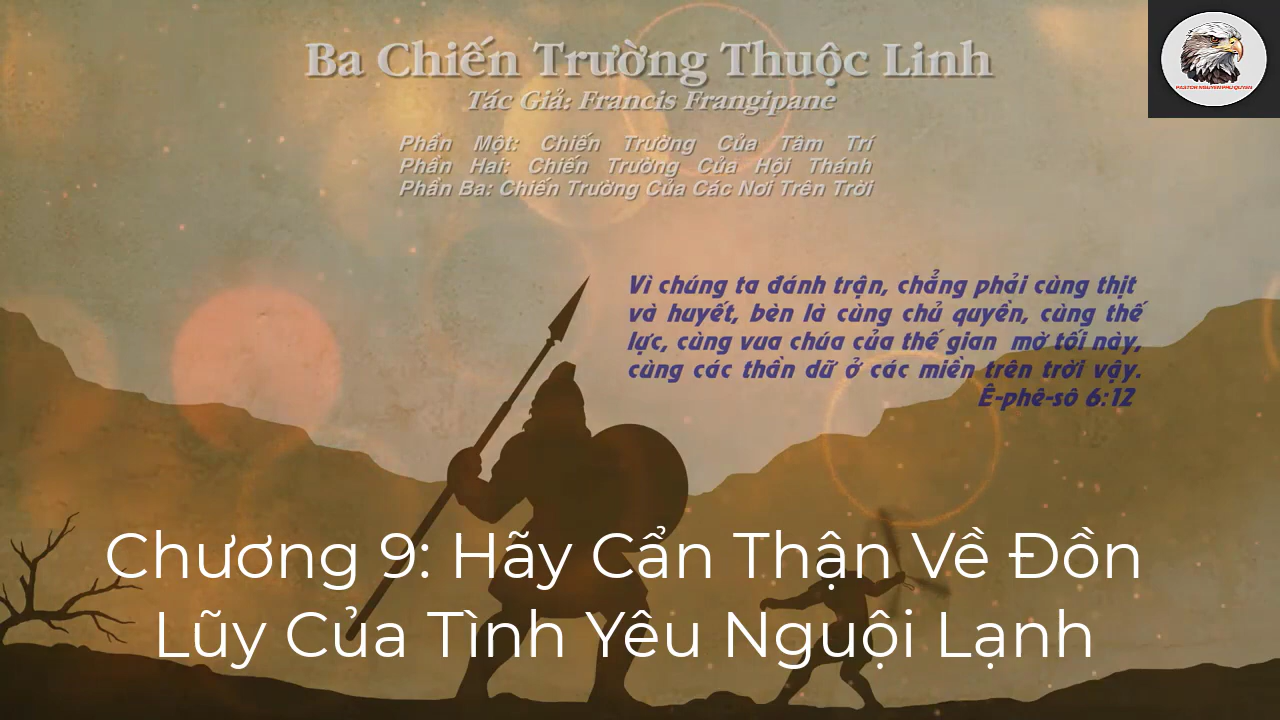 Ba Chiến Trường Thuộc Linh
Tác Giả: Francis Frangipane
Phần Một: Chiến Trường Của Tâm Trí
Phần Hai: Chiến Trường Của Hội Thánh
Phần Ba: Chiến Trường Của Các Nơi Trên Trời
PASTOR NGUYEN PHU QUYEN
Vì chúng ta đánh trận, chẳng phải cùng thịt
và huyết, bèn là cùng chủ quyền, cùng thế
lực, cùng vua chúa của thế gian mờ tối này,
cùng các thần dữ ở các miền trên trời vậy.
Ê-phê-sô 6:12
Chương 9: Hãy Cẩn Thận Về Đồn
Lũy Của Tình Yêu Nguội Lạnh